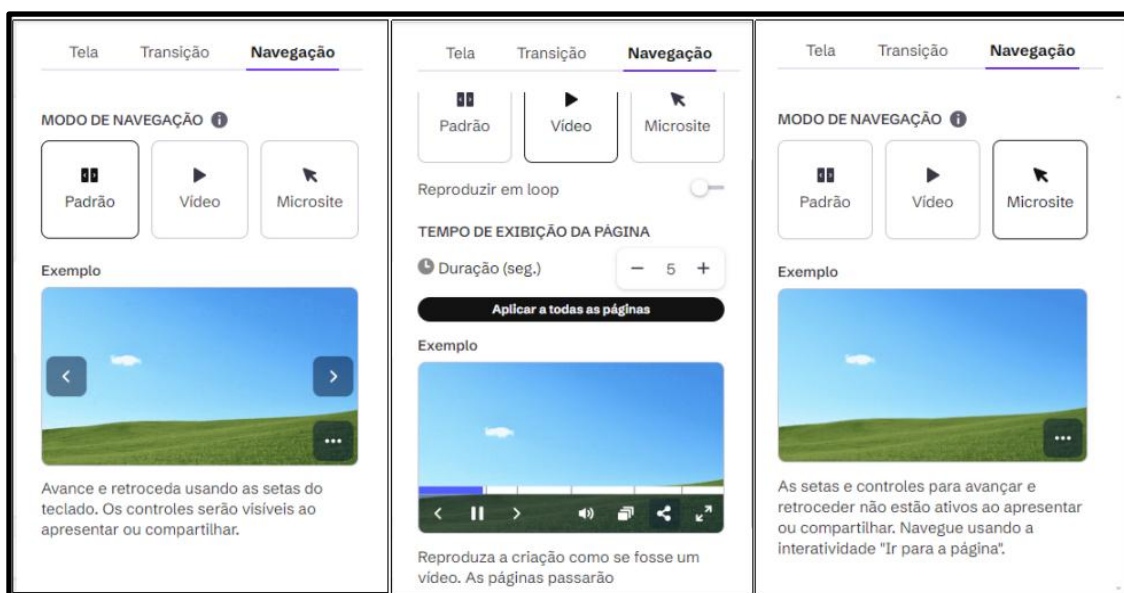 Tela Transição Navegação
MODO DE NAVEGAÇÃO
Padrão Vídeo Microsite
Exemplo
Avance e retroceda usando as setas do
teclado. Os controles serão visíveis ao
apresentar ou compartilhar.
Tela Transição Navegação
Padrão Vídeo Microsite
Reproduzir em loop
TEMPO DE EXIBIÇÃO DA PÁGINA
Duração (seg.) − 5 +
Aplicar a todas as páginas
Exemplo
Reproduza a criação como se fosse um
vídeo. As páginas passarão
Tela Transição Navegação
MODO DE NAVEGAÇÃO
Padrão Vídeo Microsite
Exemplo
As setas e controles para avançar e
retroceder não estão ativos ao apresentar
ou compartilhar. Navegue usando a
interatividade "Ir para a página".